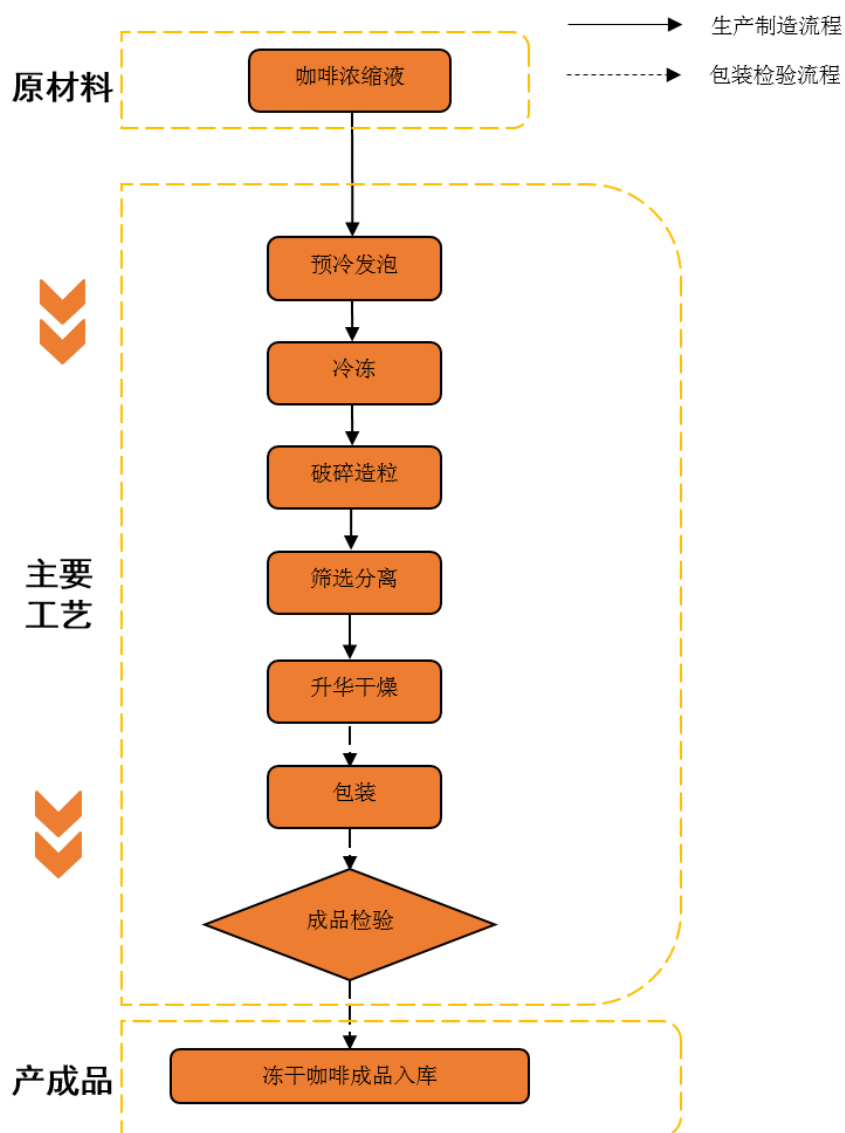 生产制造流程
包装检验流程
原材料
咖啡浓缩液
预冷发泡
冷冻
破碎造粒
筛选分离
主要
工艺
升华干燥
包装
成品检验
产成品
冻干咖啡成品入库